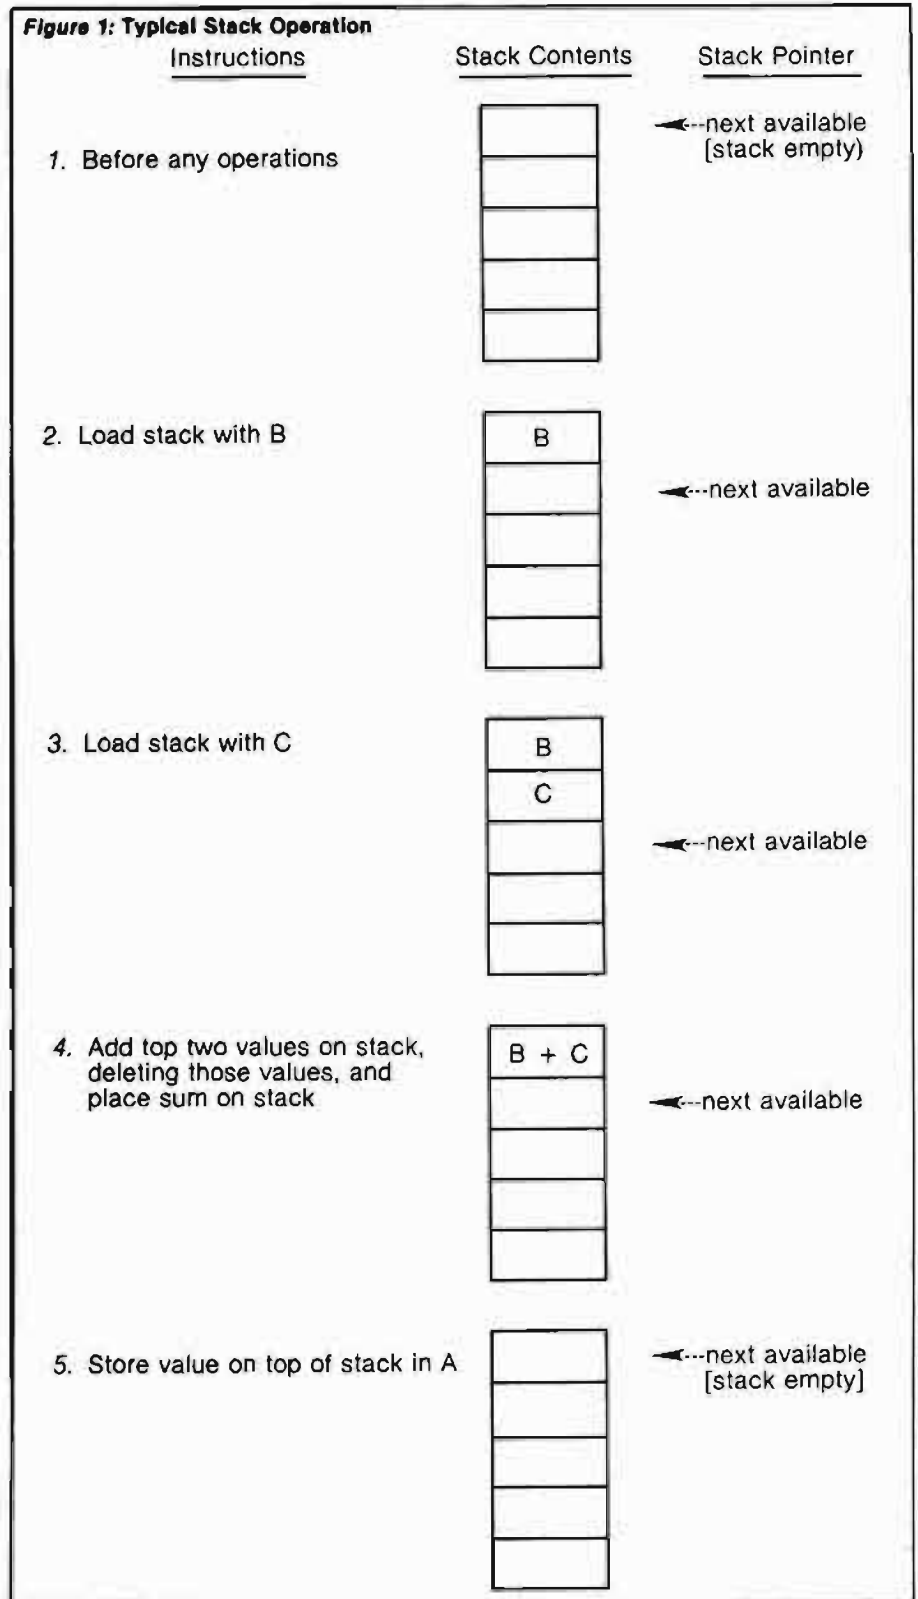 Figure 1: Typical Stack Operation
Instructions Stack Contents Stack Pointer
1. Before any operations
◄---next available
[stack empty)
2. Load stack with B
B
◄---next available
3. Load stack with C
B
C
◄---next available
4. Add top two values on stack,
deleting those values, and
place sum on stack
B + C
◄---next available
5. Store value on top of stack in A
◄---next available
[stack empty]